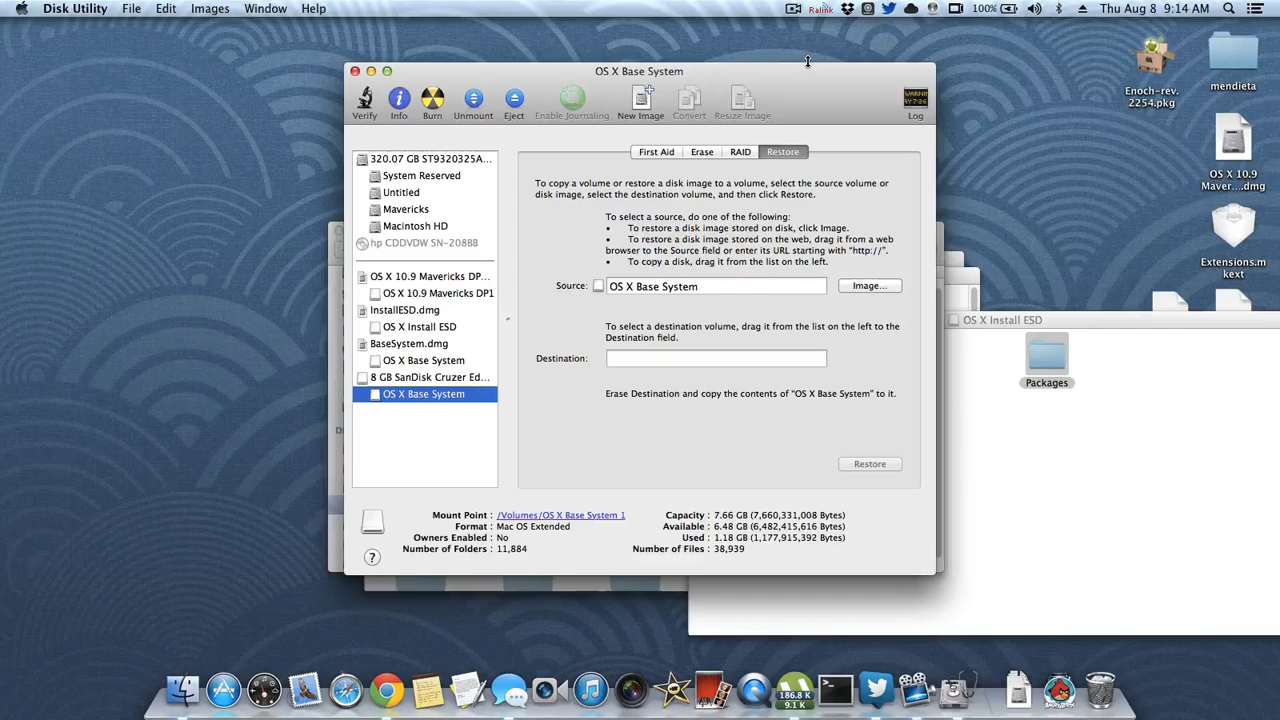 Disk Utility File Edit Images Window Help
Ralink 100% Thu Aug 8 9:14 AM
OS X Base System
Verify Info Burn Unmount Eject Enable Journaling New Image Convert Resize Image Log
320.07 GB ST9320325A...
System Reserved
Untitled
Mavericks
Macintosh HD
hp CDDVDW SN-208BB
OS X 10.9 Mavericks DP...
OS X 10.9 Mavericks DP1
InstallESD.dmg
OS X Install ESD
BaseSystem.dmg
OS X Base System
8 GB SanDisk Cruzer Ed...
OS X Base System
First Aid Erase RAID Restore
To copy a volume or restore a disk image to a volume, select the source volume or
disk image, select the destination volume, and then click Restore.
To select a source, do one of the following:
• To restore a disk image stored on disk, click Image.
• To restore a disk image stored on the web, drag it from a web
browser to the Source field or enter its URL starting with “http://”.
• To copy a disk, drag it from the list on the left.
Source: OS X Base System Image...
To select a destination volume, drag it from the list on the left to the
Destination field.
Destination:
Erase Destination and copy the contents of “OS X Base System” to it.
Restore
Mount Point : /Volumes/OS X Base System 1
Format : Mac OS Extended
Owners Enabled : No
Number of Folders : 11,884
Capacity : 7.66 GB (7,660,331,008 Bytes)
Available : 6.48 GB (6,482,415,616 Bytes)
Used : 1.18 GB (1,177,915,392 Bytes)
Number of Files : 38,939
?
Enoch-rev.
2254.pkg
mendieta
OS X 10.9
Maver...dmg
Extensions.m
kext
OS X Install ESD
Packages
186.8 K
9.1 K